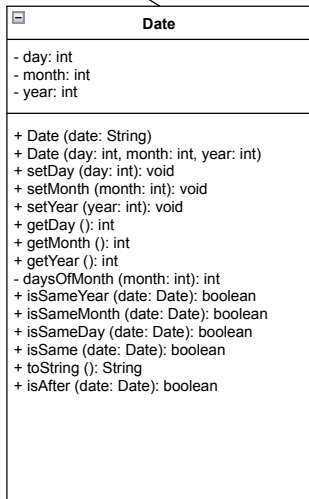 Date
- day: int
- month: int
- year: int
+ Date (date: String)
+ Date (day: int, month: int, year: int)
+ setDay (day: int): void
+ setMonth (month: int): void
+ setYear (year: int): void
+ getDay (): int
+ getMonth (): int
+ getYear (): int
- daysOfMonth (month: int): int
+ isSameYear (date: Date): boolean
+ isSameMonth (date: Date): boolean
+ isSameDay (date: Date): boolean
+ isSame (date: Date): boolean
+ toString (): String
+ isAfter (date: Date): boolean